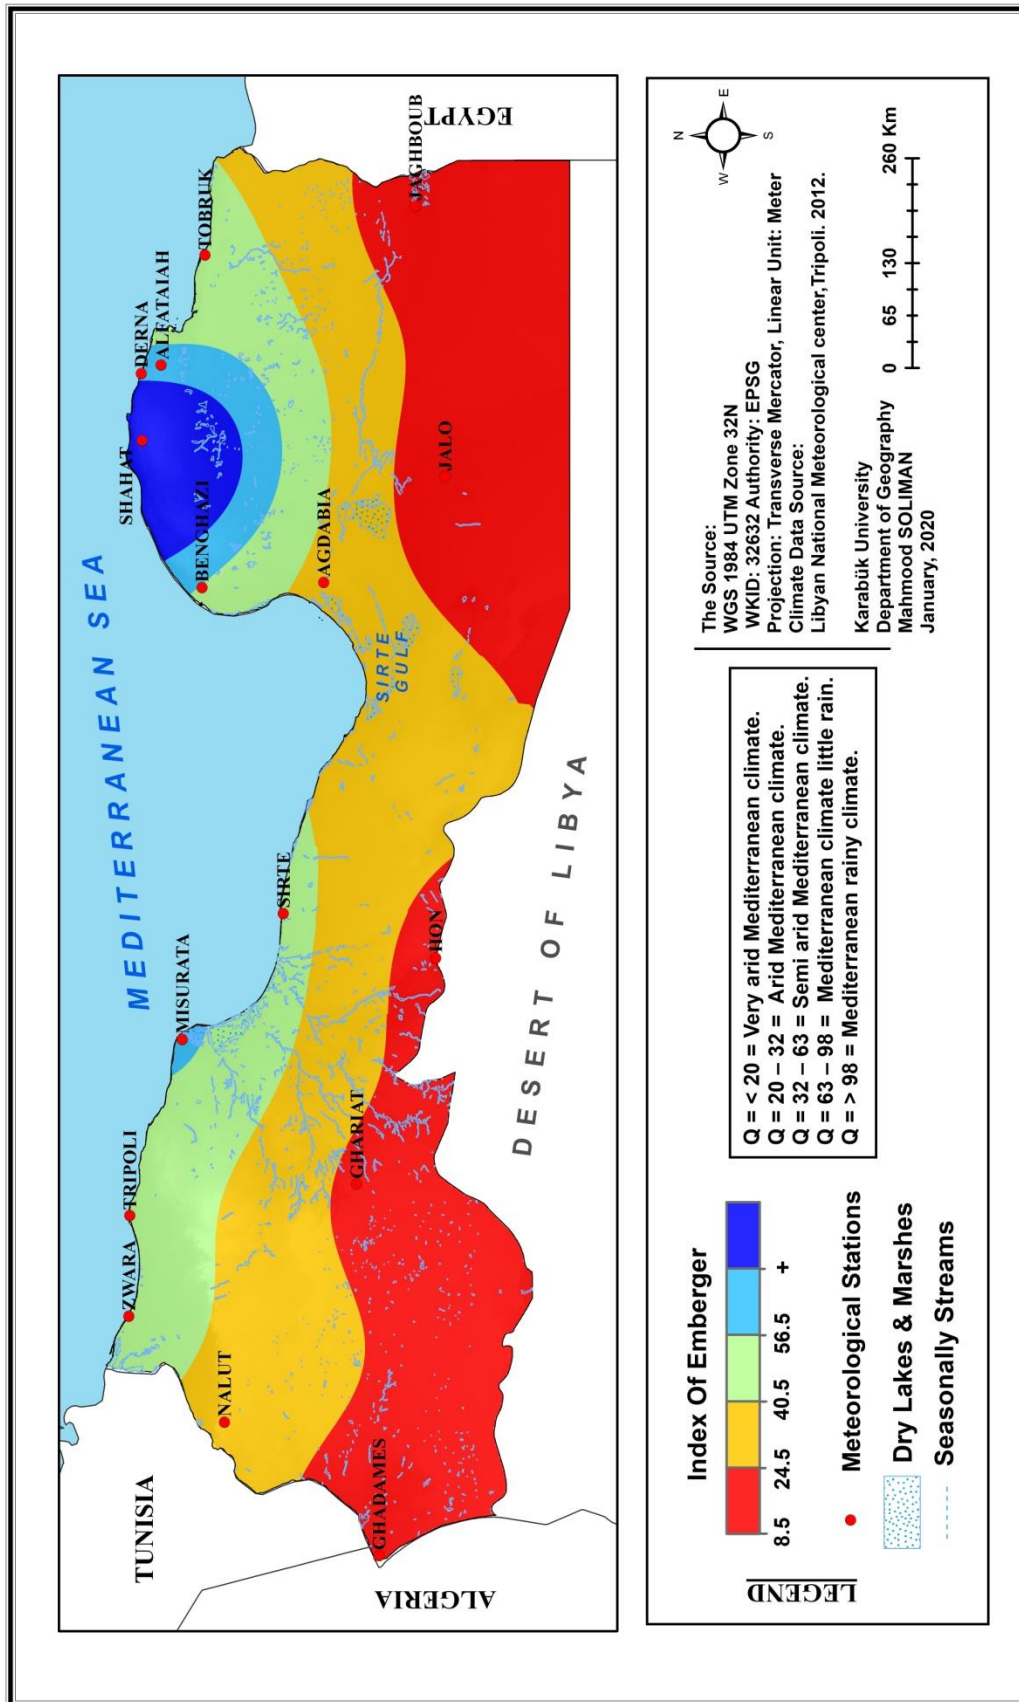 TUNISIA
ALGERIA
EGYPT
MEDITERRANEAN SEA
DESERT OF LIBYA
SIRTE
GULF
ZWARA
TRIPOLI
MISURATA
SIRTE
NALUT
GHADAMES
GHARIAT
HON
BENGHAZI
SHAHAT
DERNA
ALFATAIAH
TOBRUK
AGDABIA
JALO
JAGHBOUB
LEGEND
Index Of Emberger
8.5 24.5 40.5 56.5 +
Meteorological Stations
Dry Lakes & Marshes
Seasonally Streams
Q = < 20 = Very arid Mediterranean climate.
Q = 20 – 32 = Arid Mediterranean climate.
Q = 32 – 63 = Semi arid Mediterranean climate.
Q = 63 – 98 = Mediterranean climate little rain.
Q = > 98 = Mediterranean rainy climate.
The Source:
WGS 1984 UTM Zone 32N
WKID: 32632 Authority: EPSG
Projection: Transverse Mercator, Linear Unit: Meter
Climate Data Source:
Libyan National Meteorological center,Tripoli. 2012.
Karabük University
Department of Geography
Mahmood SOLIMAN
January, 2020
N
W
E
S
0 65 130 260 Km